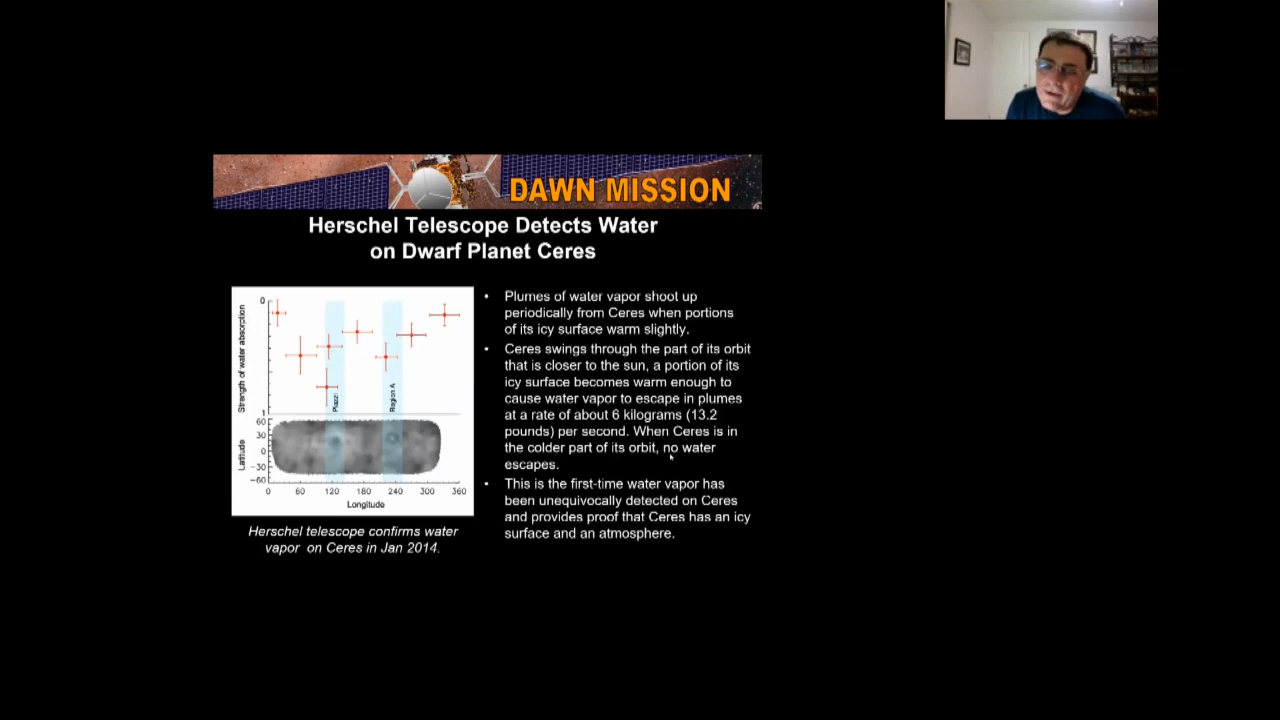 DAWN MISSION
Herschel Telescope Detects Water
on Dwarf Planet Ceres
Strength of water absorption
0
1
Piazzi
Region A
Latitude
60
30
0
−30
−60
0 60 120 180 240 300 360
Longitude
Herschel telescope confirms water
vapor on Ceres in Jan 2014.
• Plumes of water vapor shoot up
periodically from Ceres when portions
of its icy surface warm slightly.
• Ceres swings through the part of its orbit
that is closer to the sun, a portion of its
icy surface becomes warm enough to
cause water vapor to escape in plumes
at a rate of about 6 kilograms (13.2
pounds) per second. When Ceres is in
the colder part of its orbit, no water
escapes.
• This is the first-time water vapor has
been unequivocally detected on Ceres
and provides proof that Ceres has an icy
surface and an atmosphere.